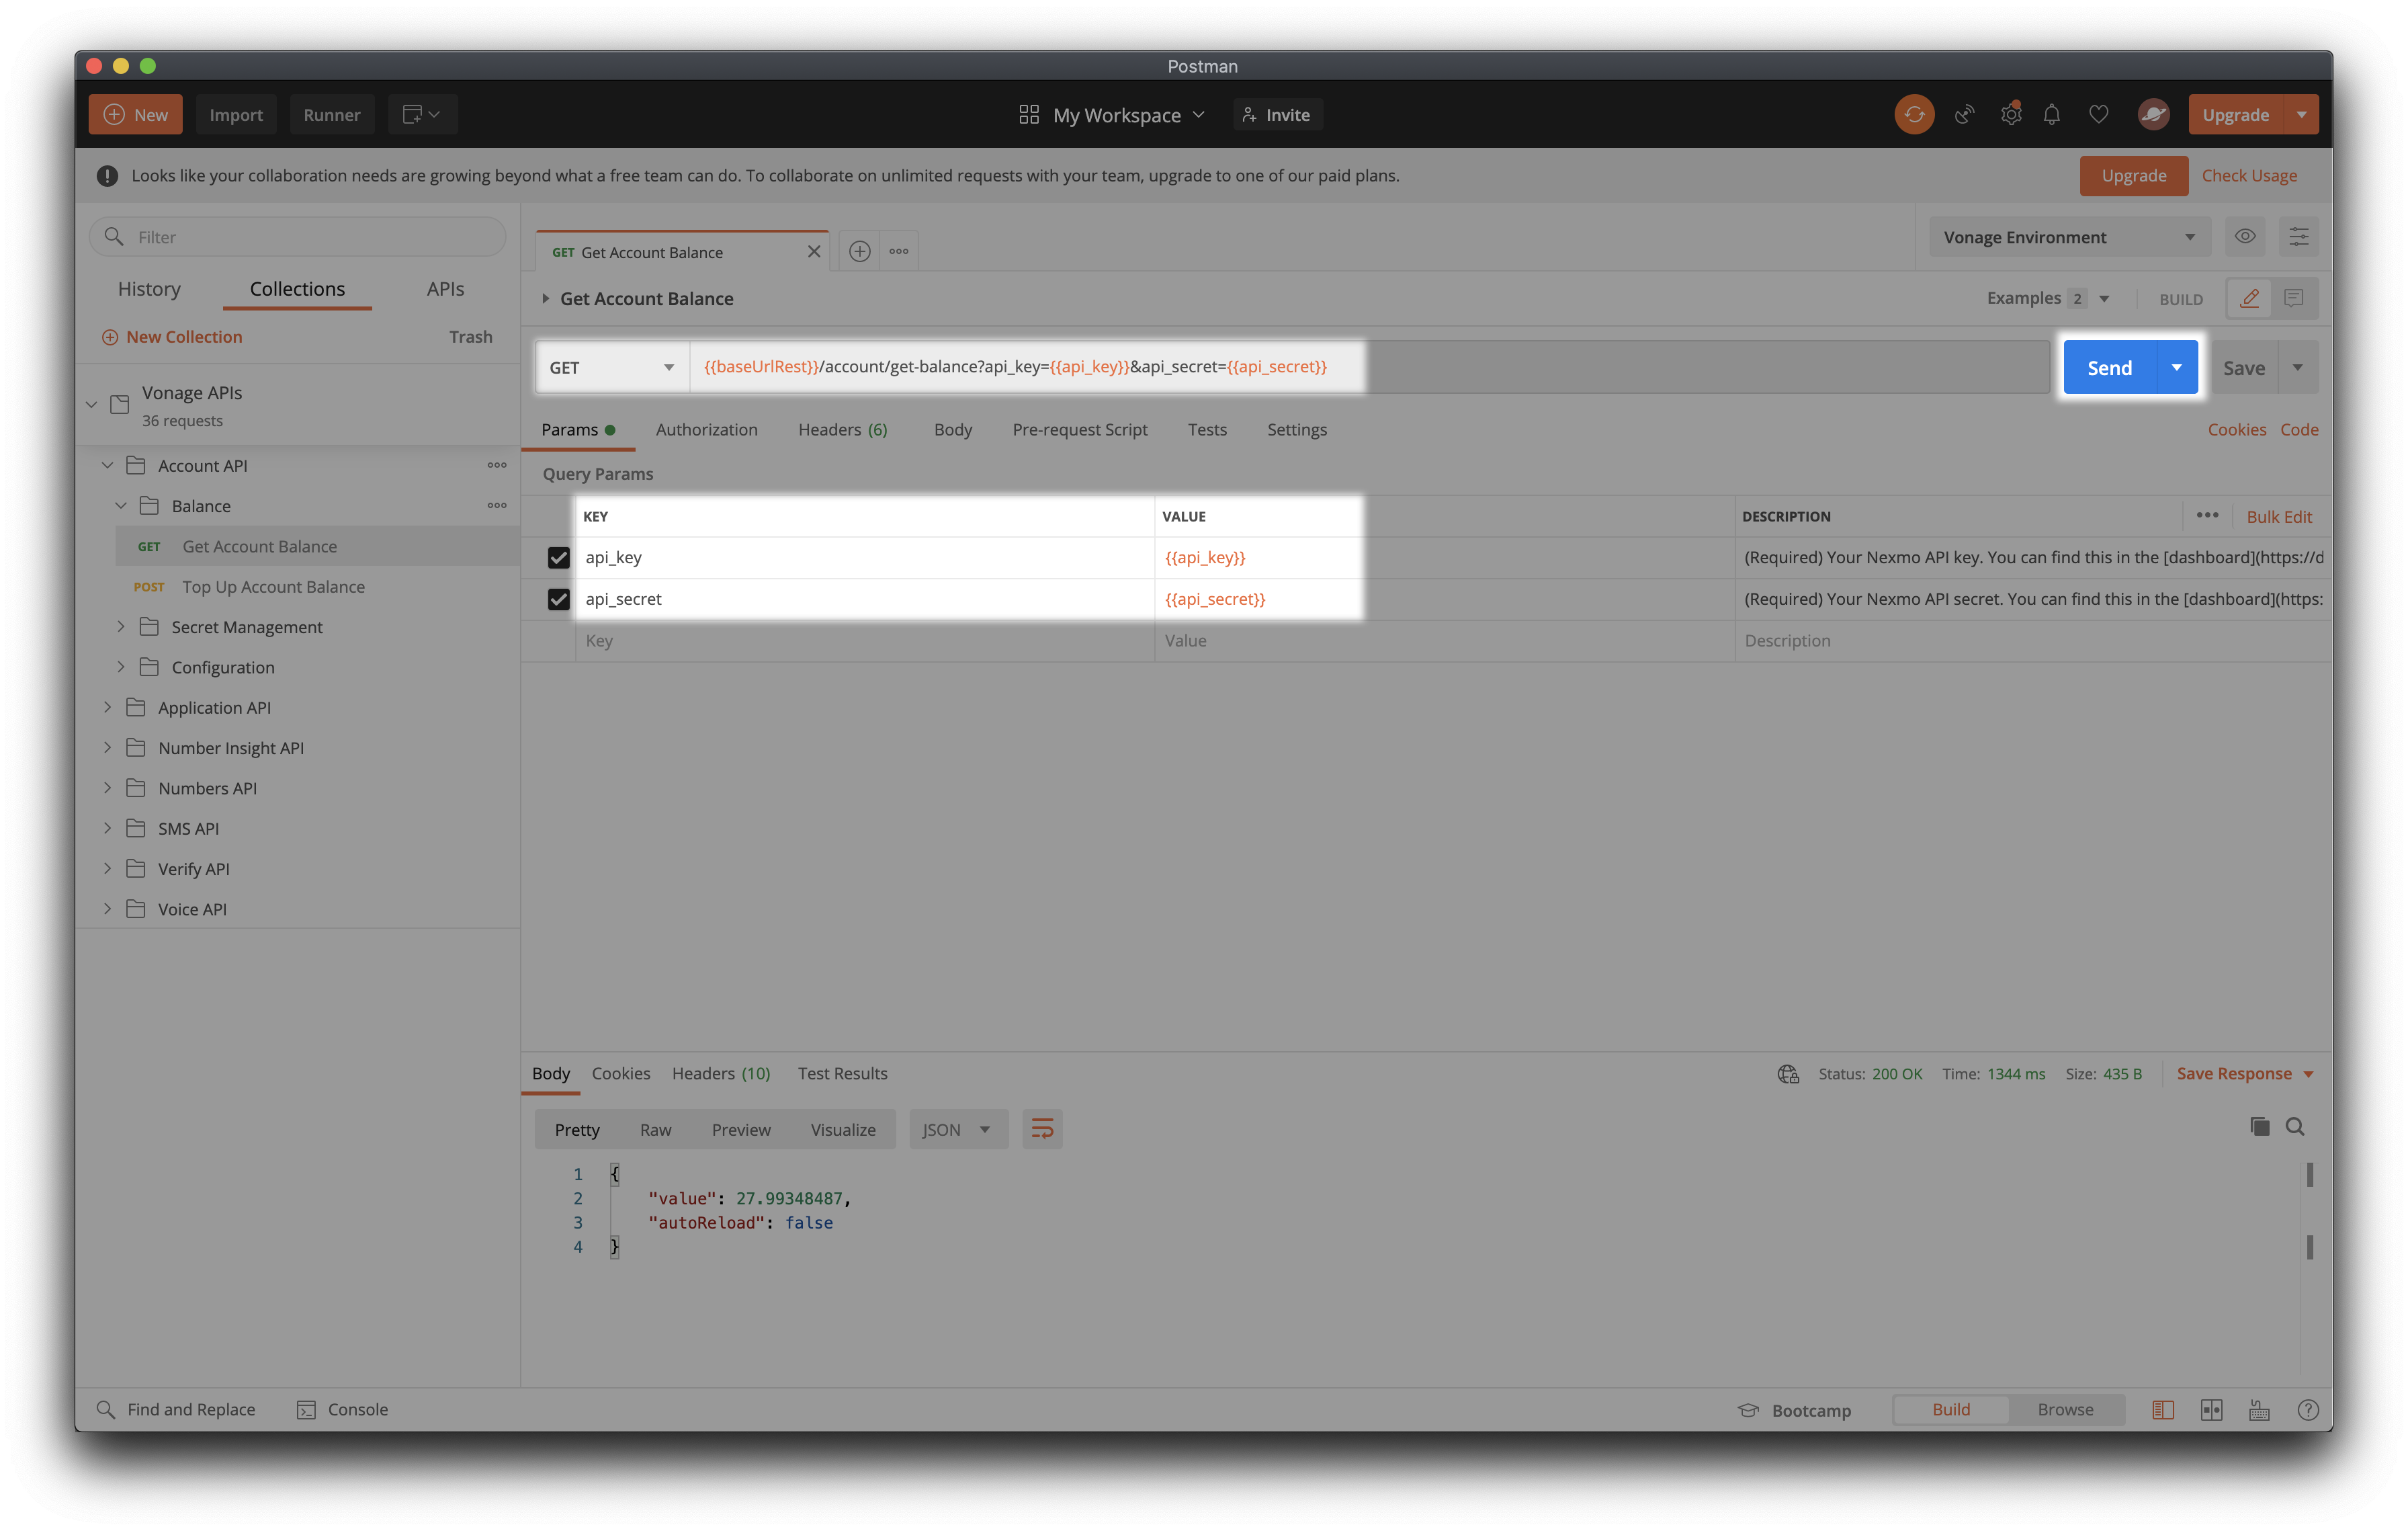 Postman
New Import Runner My Workspace Invite Upgrade
Looks like your collaboration needs are growing beyond what a free team can do. To collaborate on unlimited requests with your team, upgrade to one of our paid plans. Upgrade Check Usage
Filter
History Collections APIs
New Collection Trash
Vonage APIs
36 requests
Account API
Balance
GET Get Account Balance
POST Top Up Account Balance
Secret Management
Configuration
Application API
Number Insight API
Numbers API
SMS API
Verify API
Voice API
GET Get Account Balance
Vonage Environment
Get Account Balance Examples 2 BUILD
GET {{baseUrlRest}}/account/get-balance?api_key={{api_key}}&api_secret={{api_secret}} Send Save
Params Authorization Headers (6) Body Pre-request Script Tests Settings Cookies Code
Query Params
KEY VALUE DESCRIPTION Bulk Edit
api_key {{api_key}} (Required) Your Nexmo API key. You can find this in the [dashboard](https://d
api_secret {{api_secret}} (Required) Your Nexmo API secret. You can find this in the [dashboard](https:
Key Value Description
Body Cookies Headers (10) Test Results Status: 200 OK Time: 1344 ms Size: 435 B Save Response
Pretty Raw Preview Visualize JSON
1 {
2 "value": 27.99348487,
3 "autoReload": false
4 }
Find and Replace Console Bootcamp Build Browse